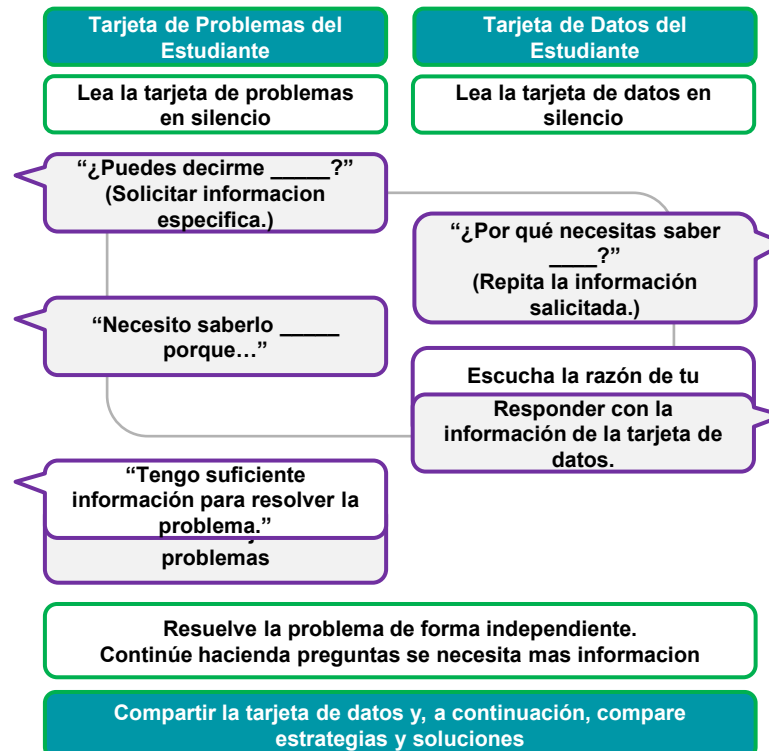 Tarjeta de Problemas del
Estudiante
Tarjeta de Datos del
Estudiante
Lea la tarjeta de problemas
en silencio
Lea la tarjeta de datos en
silencio
“¿Puedes decirme _____?”
(Solicitar informacion
especifica.)
“¿Por qué necesitas saber
____?”
(Repita la información
salicitada.)
“Necesito saberlo _____
porque…”
Escucha la razón de tu
Responder con la
información de la tarjeta de
datos.
“Tengo suficiente
información para resolver la
problema.”
problemas
Resuelve la problema de forma independiente.
Continúe hacienda preguntas se necesita mas informacion
Compartir la tarjeta de datos y, a continuación, compare
estrategias y soluciones